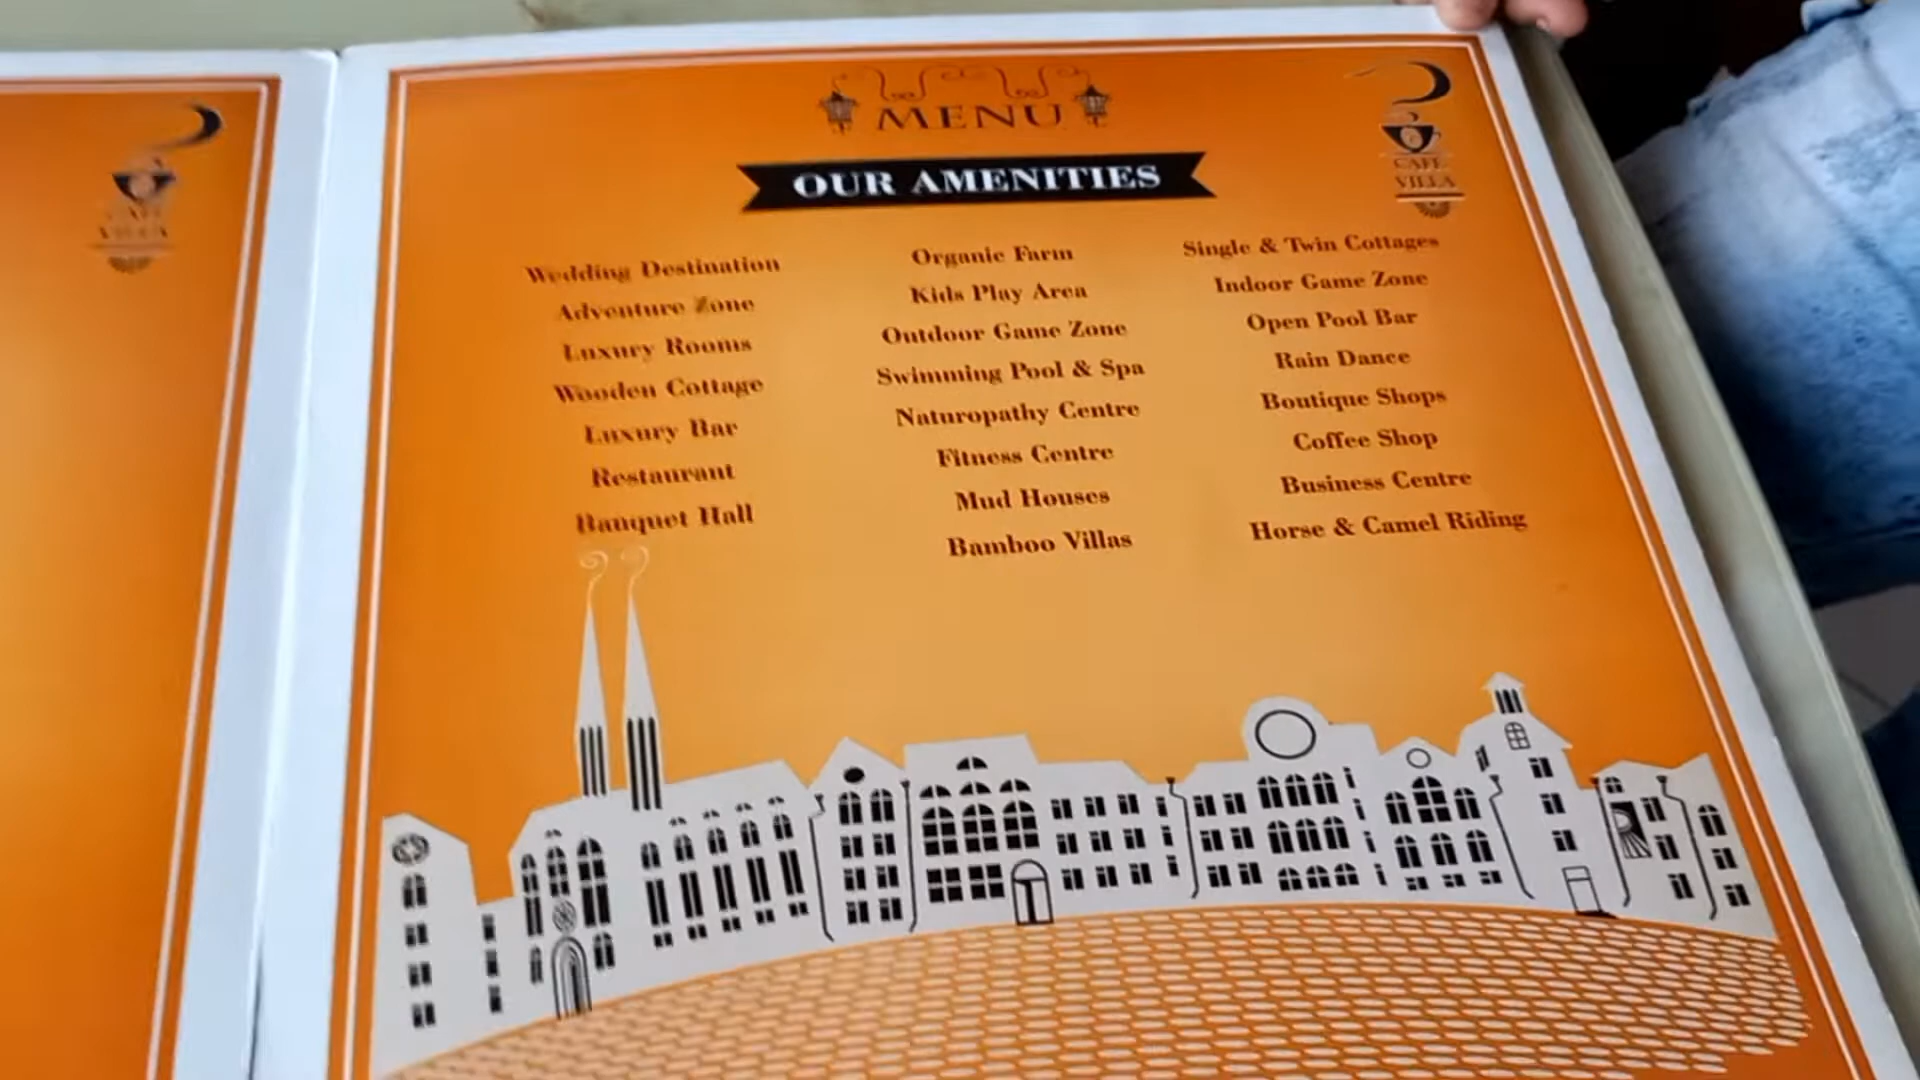 MENU
OUR AMENITIES
CAFE
VILLA
Wedding Destination
Adventure Zone
Luxury Rooms
Wooden Cottage
Luxury Bar
Restaurant
Banquet Hall
Organic Farm
Kids Play Area
Outdoor Game Zone
Swimming Pool & Spa
Naturopathy Centre
Fitness Centre
Mud Houses
Bamboo Villas
Single & Twin Cottages
Indoor Game Zone
Open Pool Bar
Rain Dance
Boutique Shops
Coffee Shop
Business Centre
Horse & Camel Riding
CAFE
VILLA